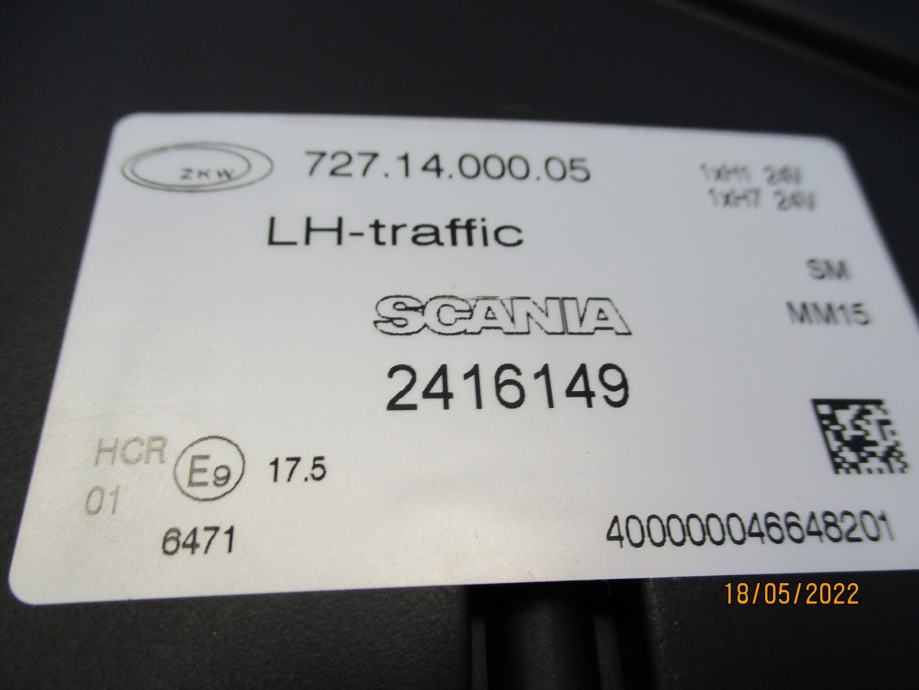 ZKW 727.14.000.05
1xH1 24V
1xH7 24V
LH-traffic
SM
SCANIA
MM15
2416149
HCR E9 17.5
01
6471
400000046648201
18/05/2022